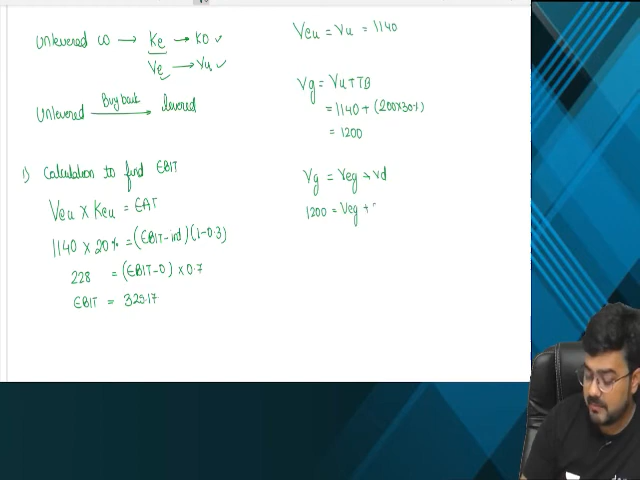 Unlevered co → Ke → KO ✓
Ve → Vu ✓
Unlevered Buy back → levered
1) Calculation to find EBIT
Veu × Keu = EAT
1140 × 20% = (EBIT-int)(1-0.3)
228 = (EBIT-0) × 0.7
EBIT = 325.17
Veu = Vu = 1140
Vg = Vu + TB
= 1140 + (200×30%)
= 1200
Vg = Veg + Vd
1200 = Veg +